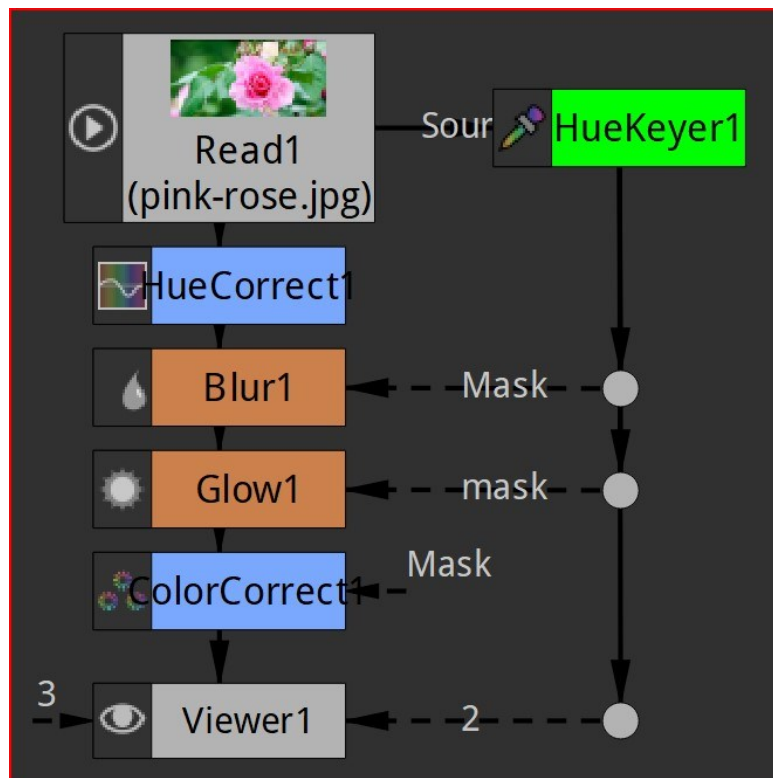 Read1
(pink-rose.jpg)
Sour
HueKeyer1
HueCorrect1
Blur1
Mask
Glow1
mask
ColorCorrect1
Mask
3
Viewer1
2